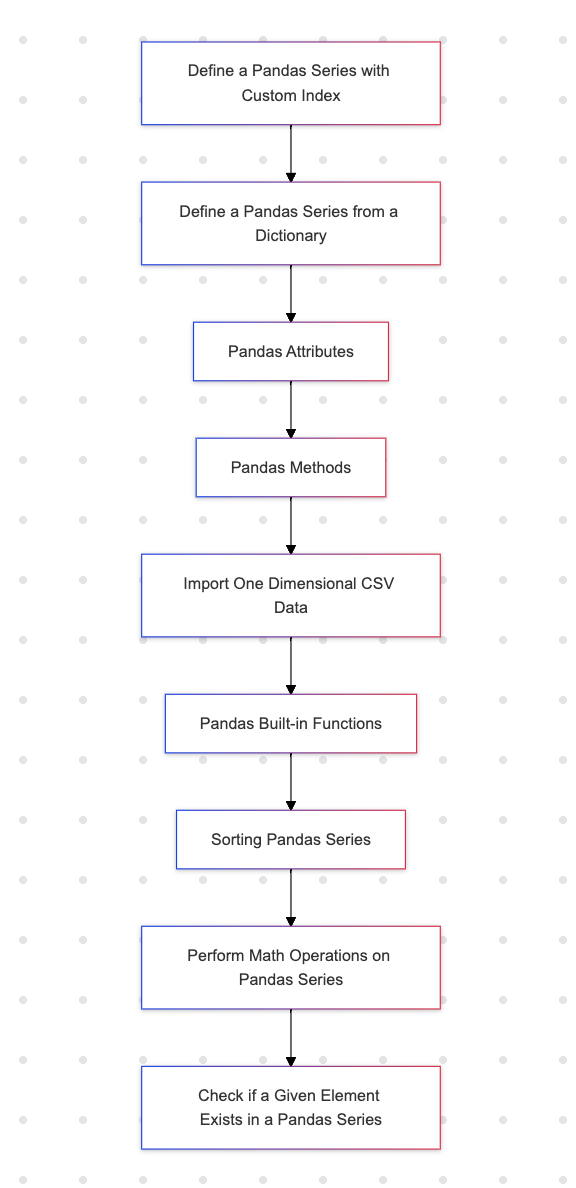 Define a Pandas Series with
Custom Index
Define a Pandas Series from a
Dictionary
Pandas Attributes
Pandas Methods
Import One Dimensional CSV
Data
Pandas Built-in Functions
Sorting Pandas Series
Perform Math Operations on
Pandas Series
Check if a Given Element
Exists in a Pandas Series